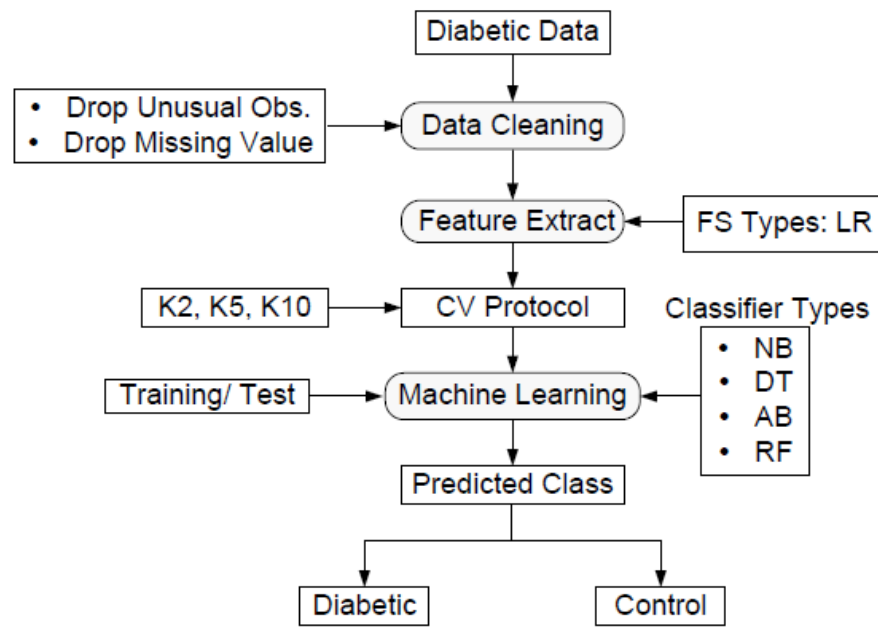 Diabetic Data
• Drop Unusual Obs.
• Drop Missing Value
Data Cleaning
Feature Extract
FS Types: LR
K2, K5, K10
CV Protocol
Classifier Types
• NB
• DT
• AB
• RF
Training/ Test
Machine Learning
Predicted Class
Diabetic
Control